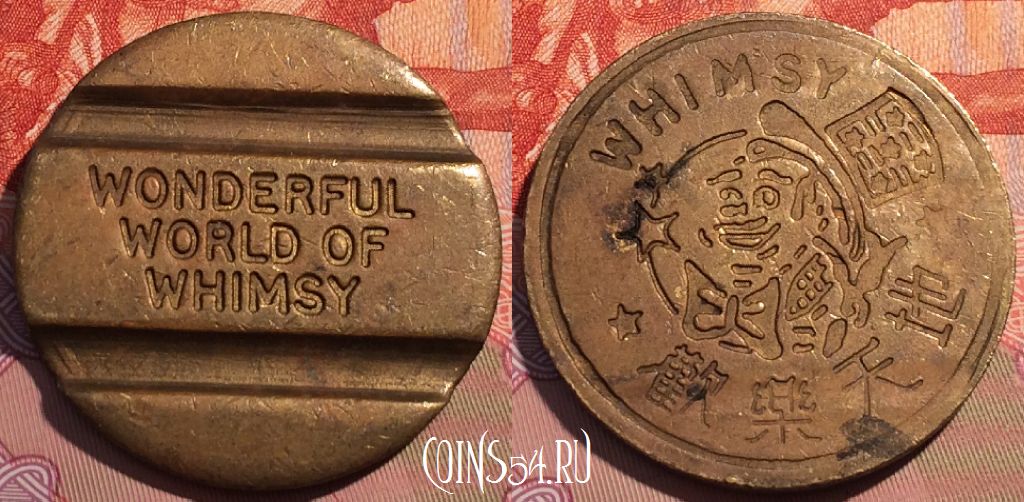 WONDERFUL
WORLD OF
WHIMSY
WHIMSY
歡樂天地
COINS54.RU